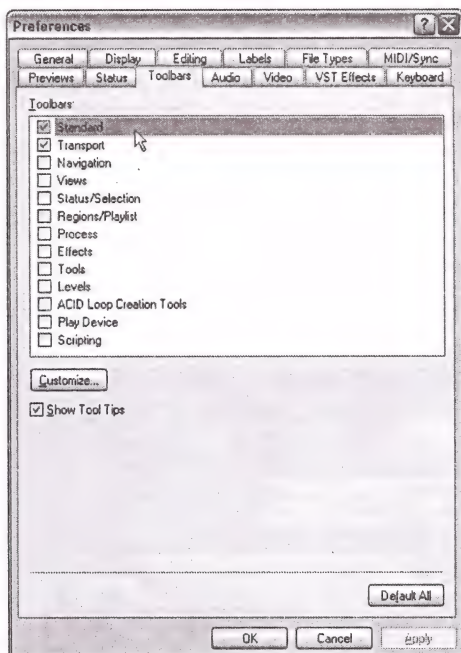 Preferences
General Display Editing Labels File Types MIDI/Sync
Previews Status Toolbars Audio Video VST Effects Keyboard
Toolbars:
Standard
Transport
Navigation
Views
Status/Selection
Regions/Playlist
Process
Effects
Tools
Levels
ACID Loop Creation Tools
Play Device
Scripting
Customize...
Show Tool Tips
Default All
OK Cancel Apply